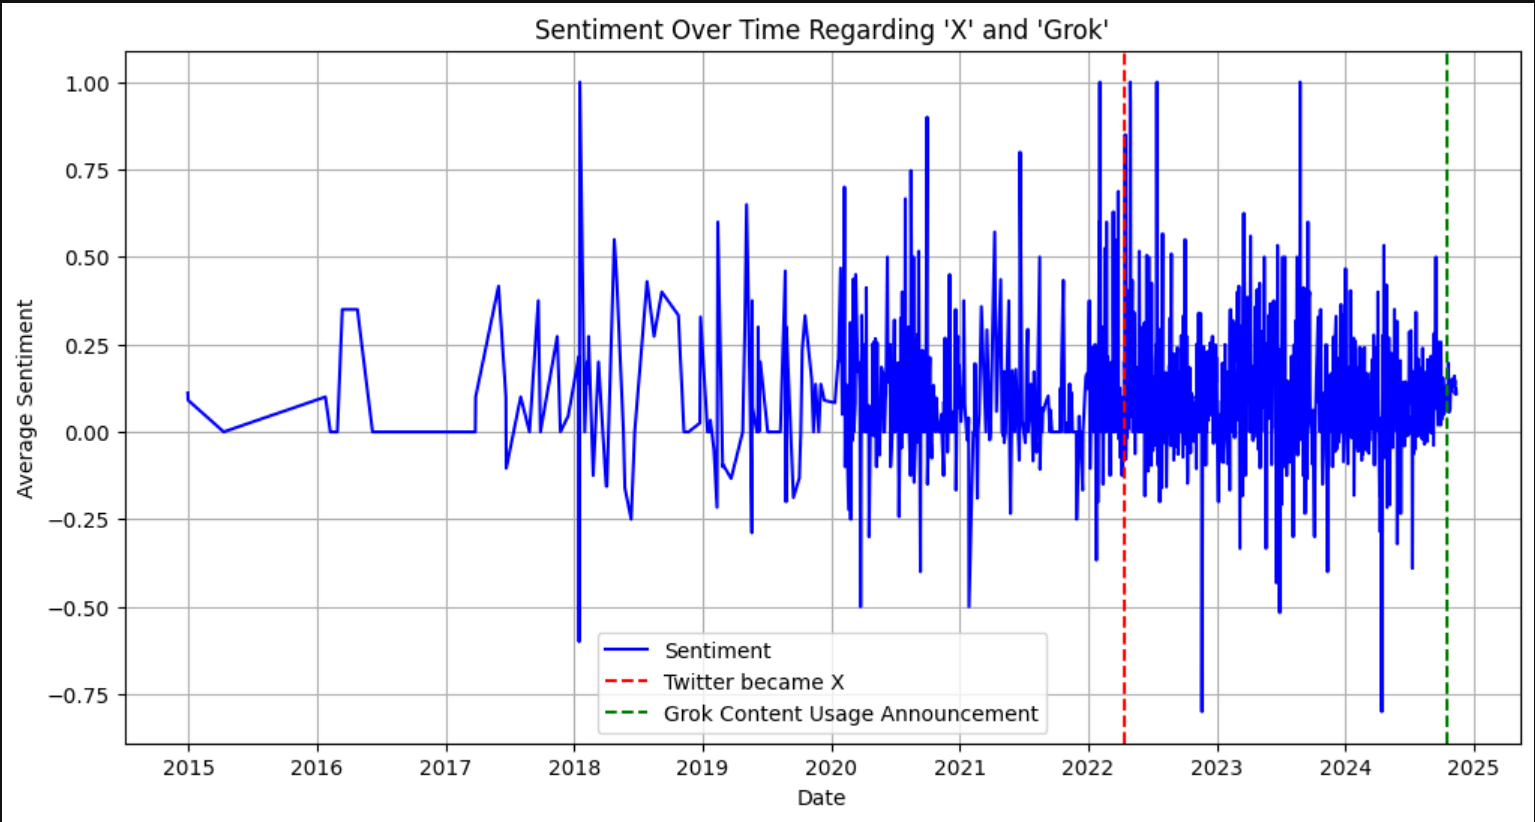 Sentiment Over Time Regarding 'X' and 'Grok'
1.00
0.75
0.50
0.25
0.00
−0.25
−0.50
−0.75
Average Sentiment
Sentiment
Twitter became X
Grok Content Usage Announcement
2015 2016 2017 2018 2019 2020 2021 2022 2023 2024 2025
Date